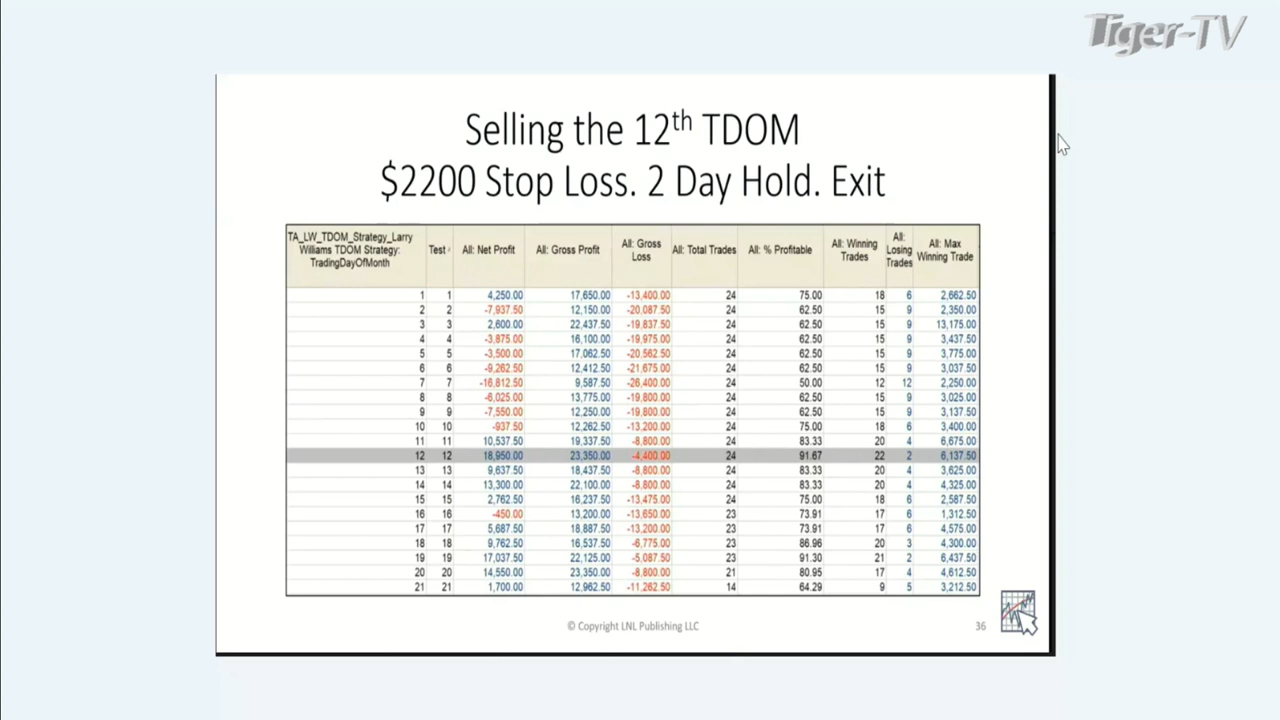 Tiger-TV
Selling the 12th TDOM
$2200 Stop Loss. 2 Day Hold. Exit
TA_LW_TDOM_Strategy_Larry Williams TDOM Strategy: TradingDayOfMonth Test All: Net Profit All: Gross Profit All: Gross Loss All: Total Trades All: % Profitable All: Winning Trades All: Losing Trades All: Max Winning Trade
1 1 4,250.00 17,650.00 -13,400.00 24 75.00 18 6 2,662.50
2 2 -7,937.50 12,150.00 -20,087.50 24 62.50 15 9 2,350.00
3 3 2,600.00 22,437.50 -19,837.50 24 62.50 15 9 13,175.00
4 4 -3,875.00 16,100.00 -19,975.00 24 62.50 15 9 3,437.50
5 5 -3,500.00 17,062.50 -20,562.50 24 62.50 15 9 3,775.00
6 6 -9,262.50 12,412.50 -21,675.00 24 62.50 15 9 3,037.50
7 7 -16,812.50 9,587.50 -26,400.00 24 50.00 12 12 2,250.00
8 8 -6,025.00 13,775.00 -19,800.00 24 62.50 15 9 3,025.00
9 9 -7,550.00 12,250.00 -19,800.00 24 62.50 15 9 3,137.50
10 10 -937.50 12,262.50 -13,200.00 24 75.00 18 6 3,400.00
11 11 10,537.50 19,337.50 -8,800.00 24 83.33 20 4 6,675.00
12 12 18,950.00 23,350.00 -4,400.00 24 91.67 22 2 6,137.50
13 13 9,637.50 18,437.50 -8,800.00 24 83.33 20 4 3,625.00
14 14 13,300.00 22,100.00 -8,800.00 24 83.33 20 4 4,325.00
15 15 2,762.50 16,237.50 -13,475.00 24 75.00 18 6 2,587.50
16 16 -450.00 13,200.00 -13,650.00 23 73.91 17 6 1,312.50
17 17 5,687.50 18,887.50 -13,200.00 23 73.91 17 6 4,575.00
18 18 9,762.50 16,537.50 -6,775.00 23 86.96 20 3 4,300.00
19 19 17,037.50 22,125.00 -5,087.50 23 91.30 21 2 6,437.50
20 20 14,550.00 23,350.00 -8,800.00 21 80.95 17 4 4,612.50
21 21 1,700.00 12,962.50 -11,262.50 14 64.29 9 5 3,212.50
© Copyright LNL Publishing LLC
36